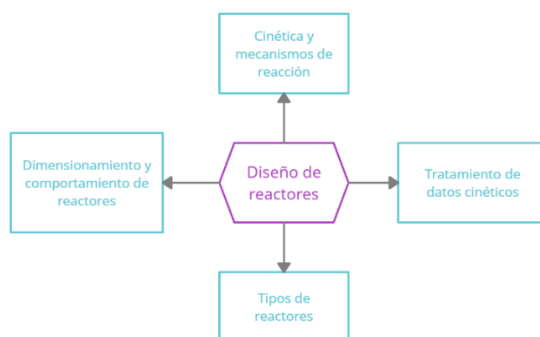 Cinética y
mecanismos de
reacción
Dimensionamiento y
comportamiento de
reactores
Diseño de
reactores
Tratamiento de
datos cinéticos
Tipos de
reactores